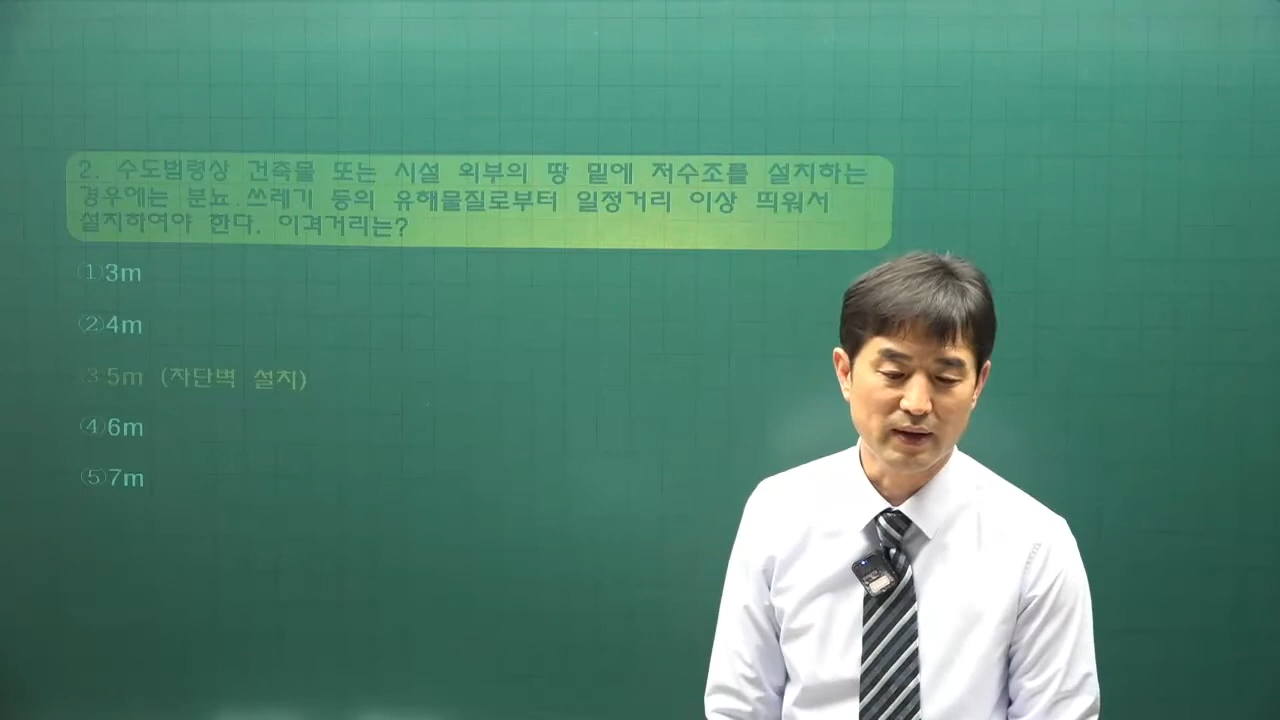 2. 수도법령상 건축물 또는 시설 외부의 땅 밑에 저수조를 설치하는
경우에는 분뇨.쓰레기 등의 유해물질로부터 일정거리 이상 띄워서
설치하여야 한다. 이격거리는?
①3m
②4m
③5m (차단벽 설치)
④6m
⑤7m